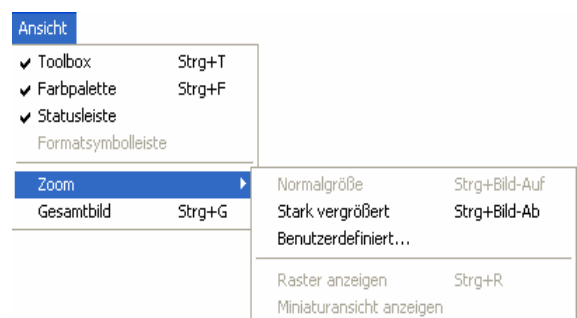 Ansicht
✓ Toolbox Strg+T
✓ Farbpalette Strg+F
✓ Statusleiste
Formatsymbolleiste
Zoom
Gesamtbild Strg+G
Normalgröße Strg+Bild-Auf
Stark vergrößert Strg+Bild-Ab
Benutzerdefiniert...
Raster anzeigen Strg+R
Miniaturansicht anzeigen